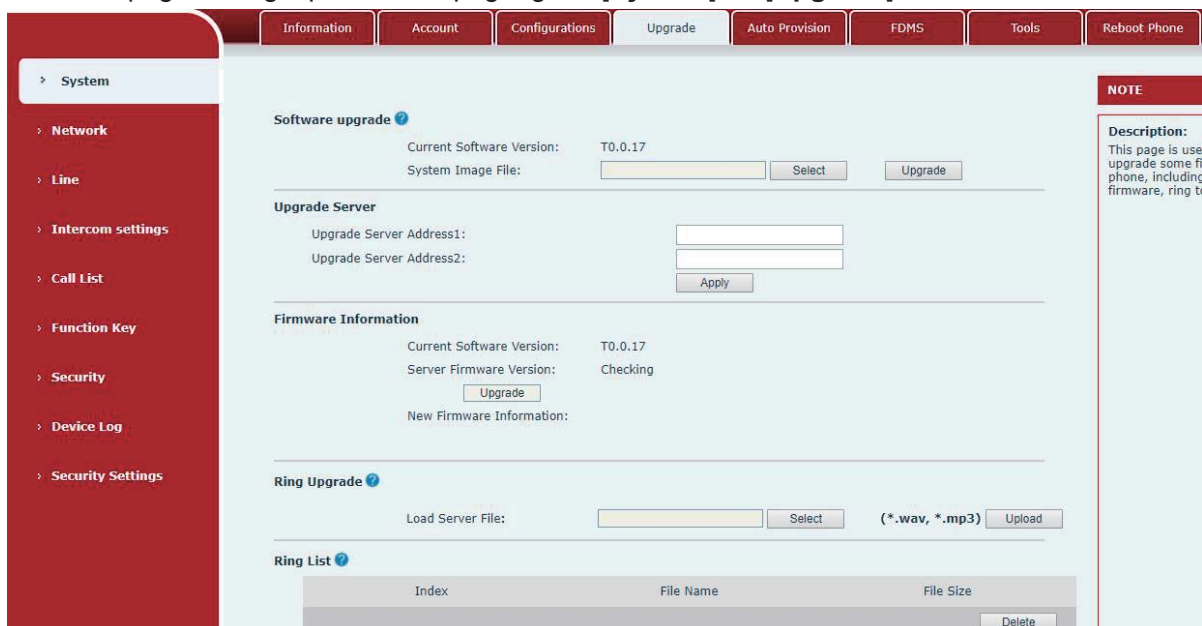 Information Account Configurations Upgrade Auto Provision FDMS Tools Reboot Phone
› System
› Network
› Line
› Intercom settings
› Call List
› Function Key
› Security
› Device Log
› Security Settings
Software upgrade ?
Current Software Version: T0.0.17
System Image File: Select Upgrade
Upgrade Server
Upgrade Server Address1:
Upgrade Server Address2:
Apply
Firmware Information
Current Software Version: T0.0.17
Server Firmware Version: Checking
Upgrade
New Firmware Information:
Ring Upgrade ?
Load Server File: Select (*.wav, *.mp3) Upload
Ring List ?
Index File Name File Size
Delete
NOTE
Description:
This page is use
upgrade some fi
phone, including
firmware, ring to